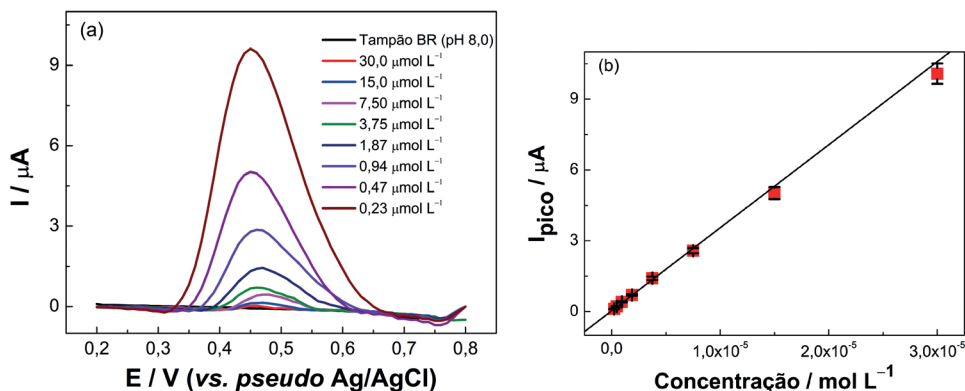 (a)
I / μA
9
6
3
0
0,2 0,3 0,4 0,5 0,6 0,7 0,8
E / V (vs. pseudo Ag/AgCl)
Tampão BR (pH 8,0)
30,0 μmol L⁻¹
15,0 μmol L⁻¹
7,50 μmol L⁻¹
3,75 μmol L⁻¹
1,87 μmol L⁻¹
0,94 μmol L⁻¹
0,47 μmol L⁻¹
0,23 μmol L⁻¹
(b)
Ipico / μA
9
6
3
0
0,0 1,0x10⁻⁵ 2,0x10⁻⁵ 3,0x10⁻⁵
Concentração / mol L⁻¹